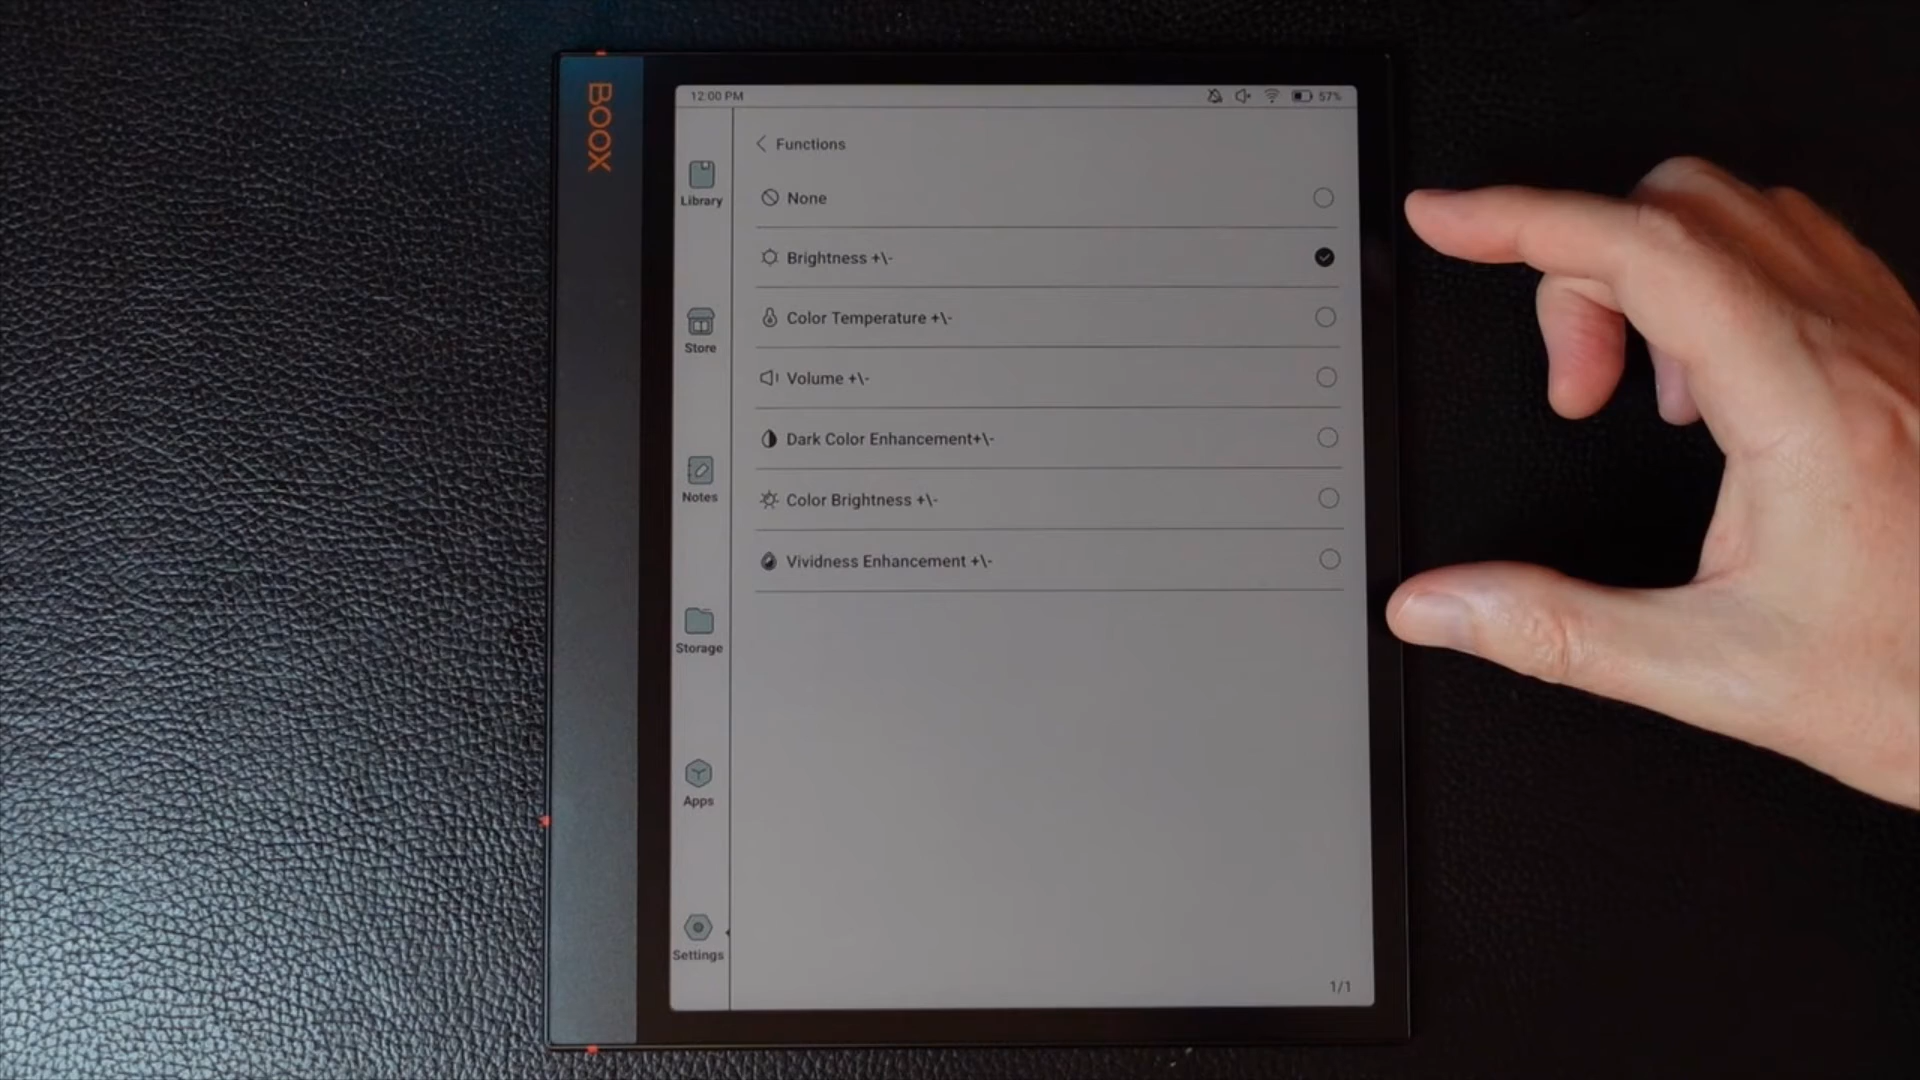 BOOX
12:00 PM
57%
Library
Store
Notes
Storage
Apps
Settings
Functions
None
Brightness +\-
Color Temperature +\-
Volume +\-
Dark Color Enhancement+\-
Color Brightness +\-
Vividness Enhancement +\-
1/1